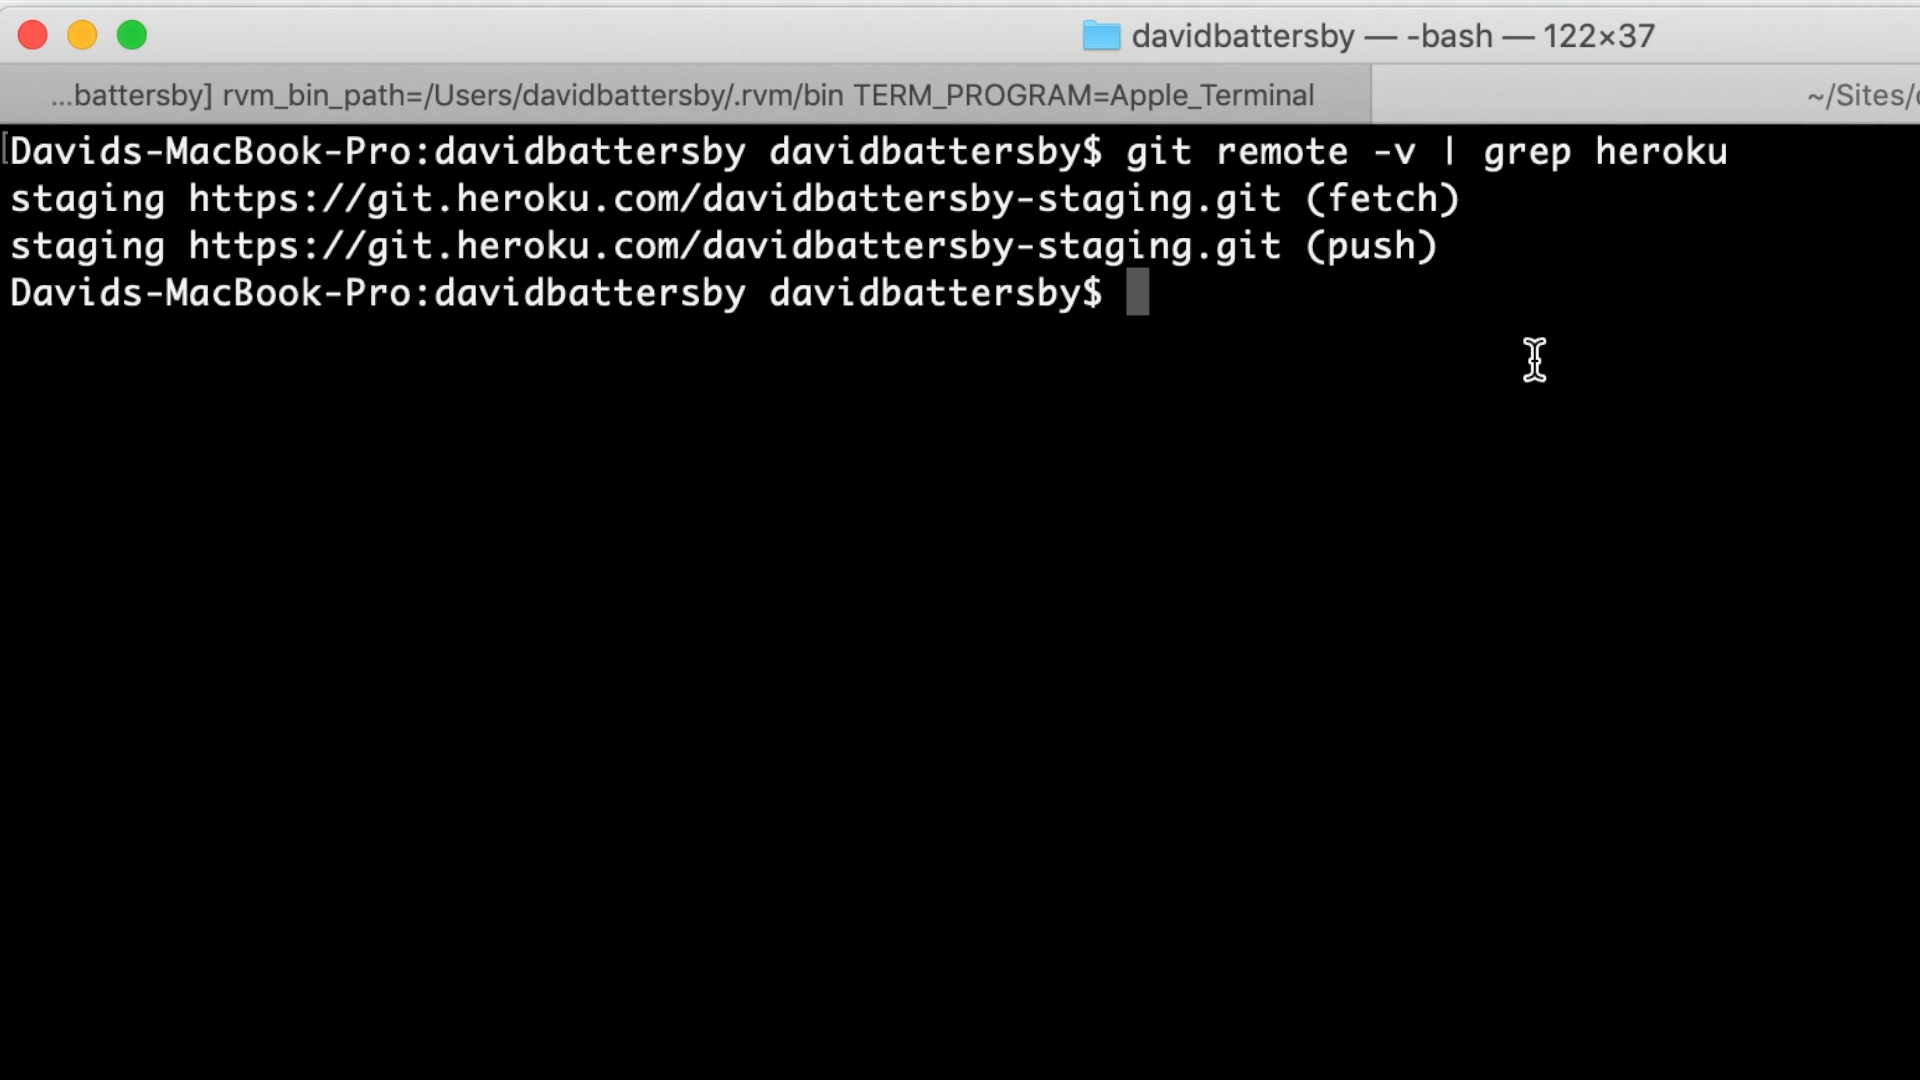 davidbattersby — -bash — 122×37
...battersby] rvm_bin_path=/Users/davidbattersby/.rvm/bin TERM_PROGRAM=Apple_Terminal
~/Sites/
[Davids-MacBook-Pro:davidbattersby davidbattersby$ git remote -v | grep heroku
staging https://git.heroku.com/davidbattersby-staging.git (fetch)
staging https://git.heroku.com/davidbattersby-staging.git (push)
Davids-MacBook-Pro:davidbattersby davidbattersby$